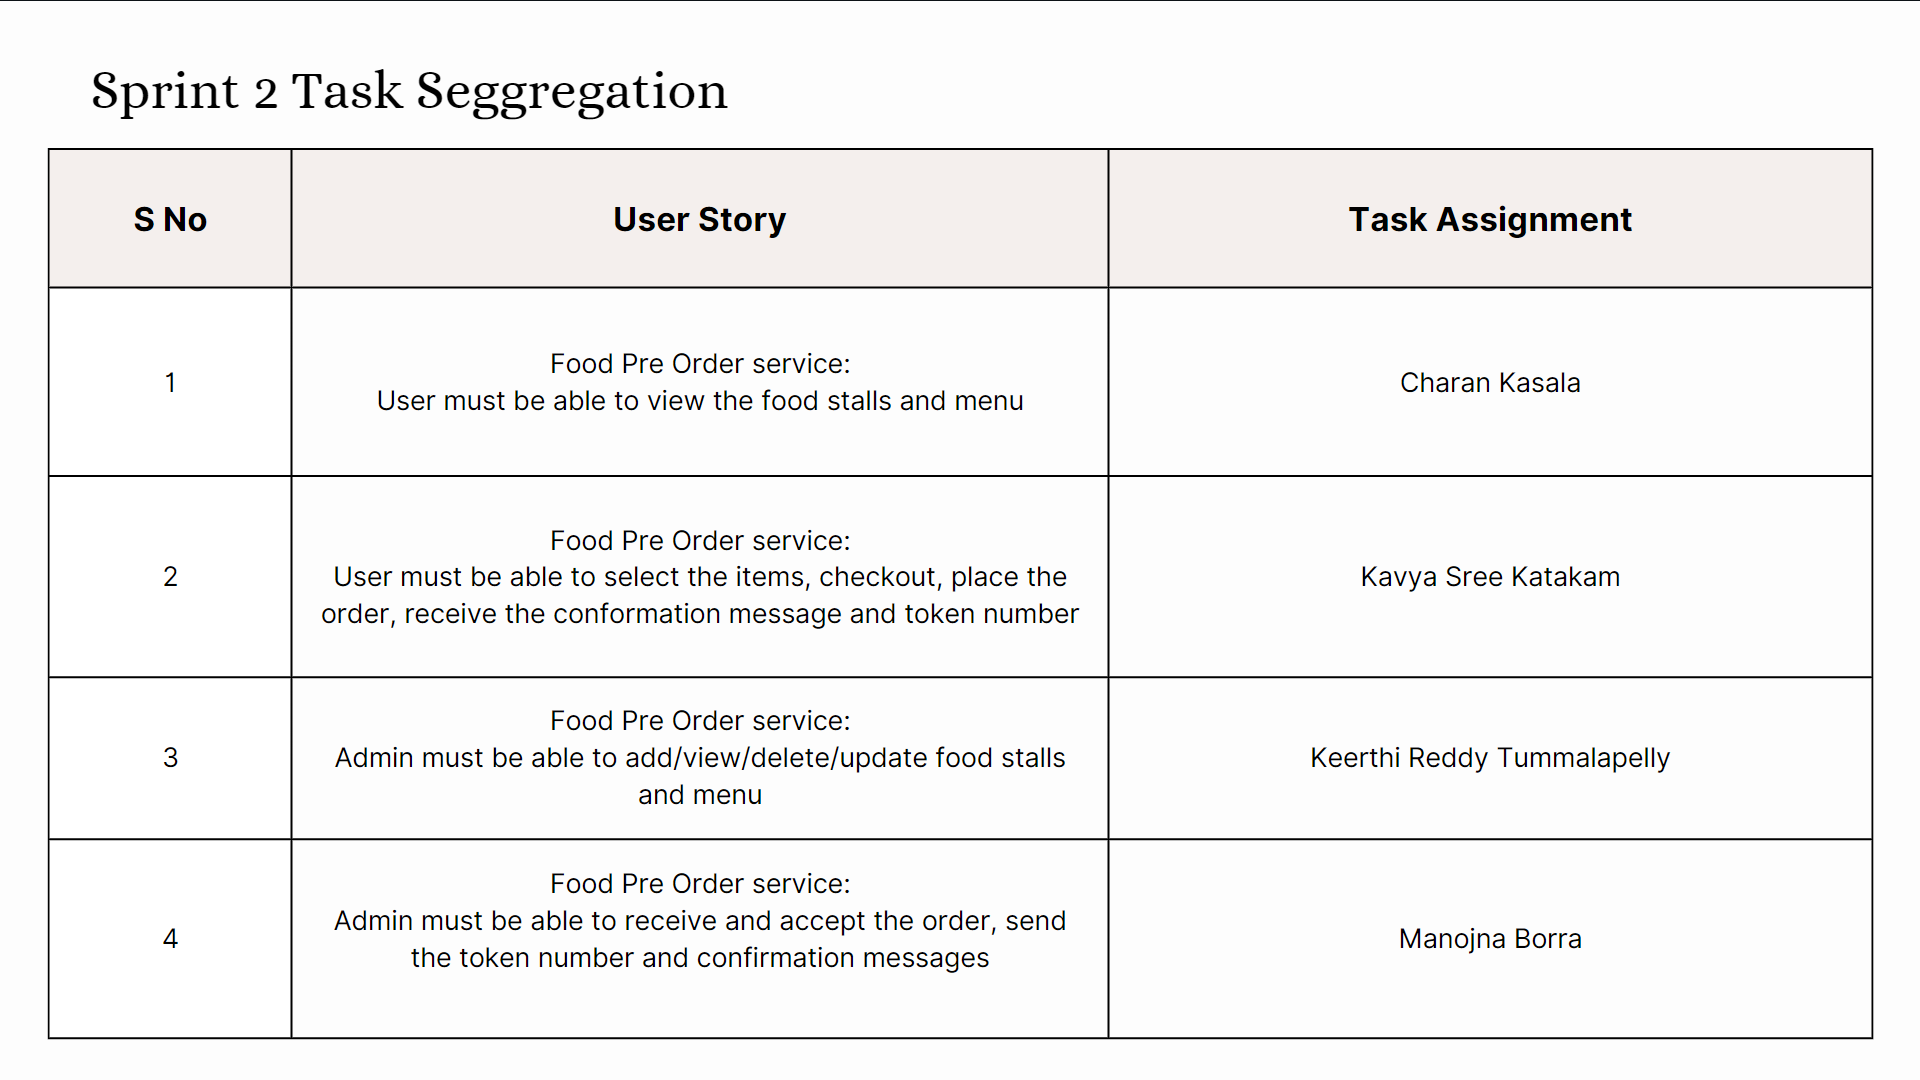 Sprint 2 Task Seggregation
S No
User Story
Task Assignment
1
Food Pre Order service:
User must be able to view the food stalls and menu
Charan Kasala
2
Food Pre Order service:
User must be able to select the items, checkout, place the
order, receive the conformation message and token number
Kavya Sree Katakam
3
Food Pre Order service:
Admin must be able to add/view/delete/update food stalls
and menu
Keerthi Reddy Tummalapelly
4
Food Pre Order service:
Admin must be able to receive and accept the order, send
the token number and confirmation messages
Manojna Borra